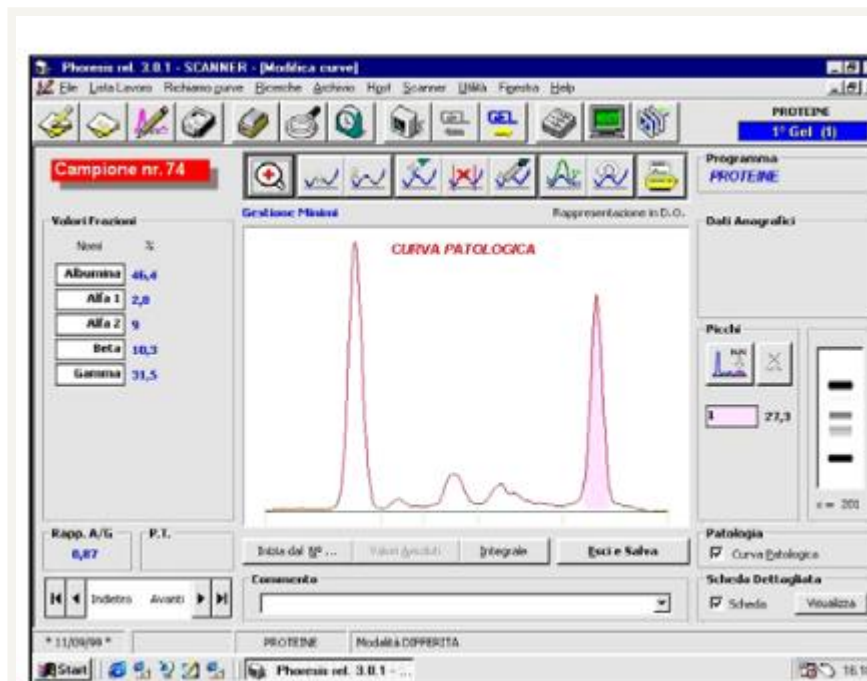 Phoresis rel. 3.0.1 - SCANNER - [Modifica curve]
File Lista Lavoro Richiamo curve Ricerche Archivio Host Scanner Utilità Finestra Help
PROTEINE
1° Gel (1)
Campione nr. 74
Programma
PROTEINE
Gestione Minimi
Rappresentazione in D.O.
Valori Frazioni
Nomi %
Albumina 46,4
Alfa 1 2,8
Alfa 2 9
Beta 10,3
Gamma 31,5
CURVA PATOLOGICA
Dati Anagrafici
Picchi
1 27,3
x = 201
Rapp. A/G
0,87
P.T.
Inizia dal Nº ...
Valori Assoluti
Integrale
Esci e Salva
Patologia
Curva Patologica
Indietro Avanti
Commento
Scheda Dettagliata
Scheda
Visualizza
* 11/09/99 *
PROTEINE
Modalità DIFFERITA
Start
Phoresis rel. 3.0.1 - ...